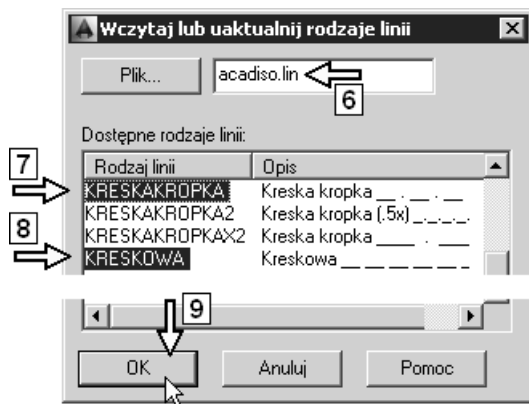 Wczytaj lub uaktualnij rodzaje linii
Plik... acadiso.lin
6
Dostępne rodzaje linii:
7
Rodzaj linii Opis
KRESKAKROPKA Kreska kropka __ . __ . __
KRESKAKROPKA2 Kreska kropka (.5x) _._._._.
KRESKAKROPKAX2 Kreska kropka ____ . ___
8
KRESKOWA Kreskowa __ __ __ __ __ _
9
OK Anuluj Pomoc